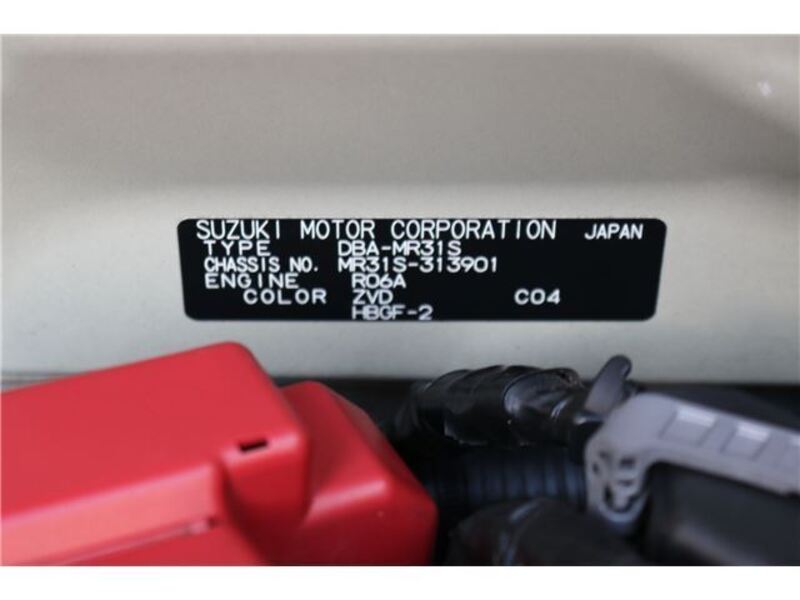 SUZUKI MOTOR CORPORATION JAPAN
TYPE DBA-MR31S
CHASSIS NO. MR31S-313901
ENGINE R06A
COLOR ZVD C04
HBGF-2